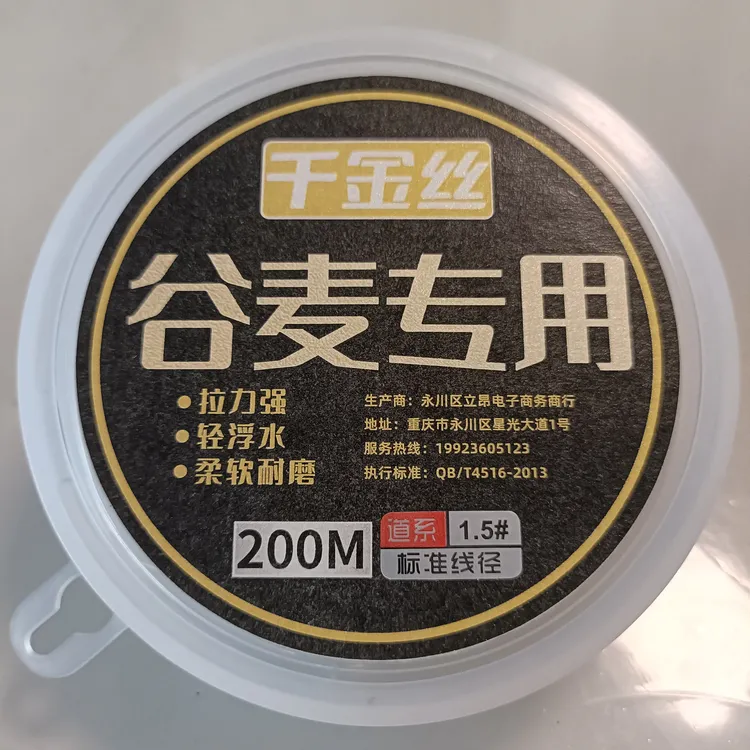 千金丝
谷麦专用
•拉力强
•轻浮水
•柔软耐磨
生产商：永川区立昂电子商务商行
地址：重庆市永川区星光大道1号
服务热线：19923605123
执行标准：QB/T4516-2013
200M
道系 1.5#
标准线径